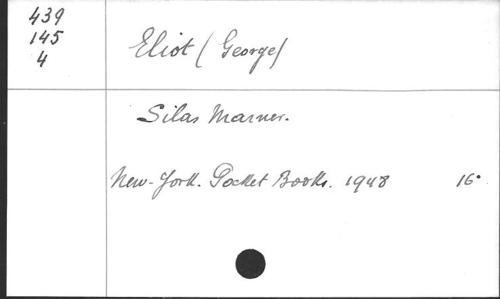 439
145
4
Eliot (George)
Silas Marner.
New-York. Pocket Books. 1948 16°